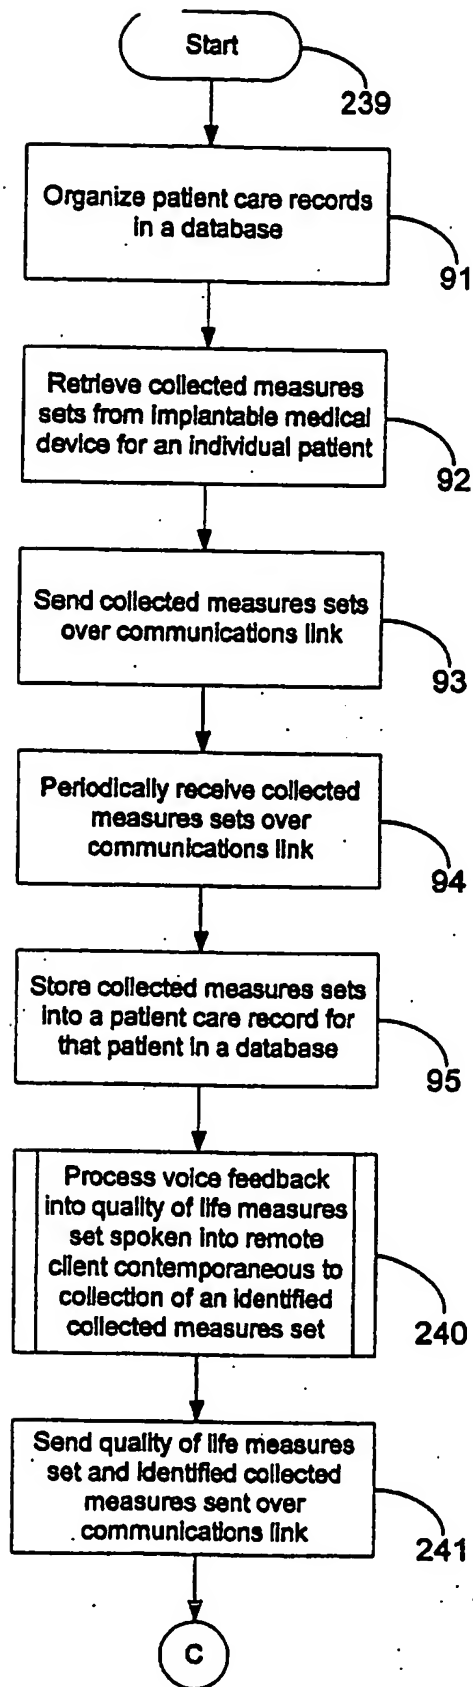 Start
239
Organize patient care records
in a database
91
Retrieve collected measures
sets from implantable medical
device for an individual patient
92
Send collected measures sets
over communications link
93
Periodically receive collected
measures sets over
communications link
94
Store collected measures sets
into a patient care record for
that patient in a database
95
Process voice feedback
into quality of life measures
set spoken into remote
client contemporaneous to
collection of an identified
collected measures set
240
Send quality of life measures
set and identified collected
measures sent over
communications link
241
C